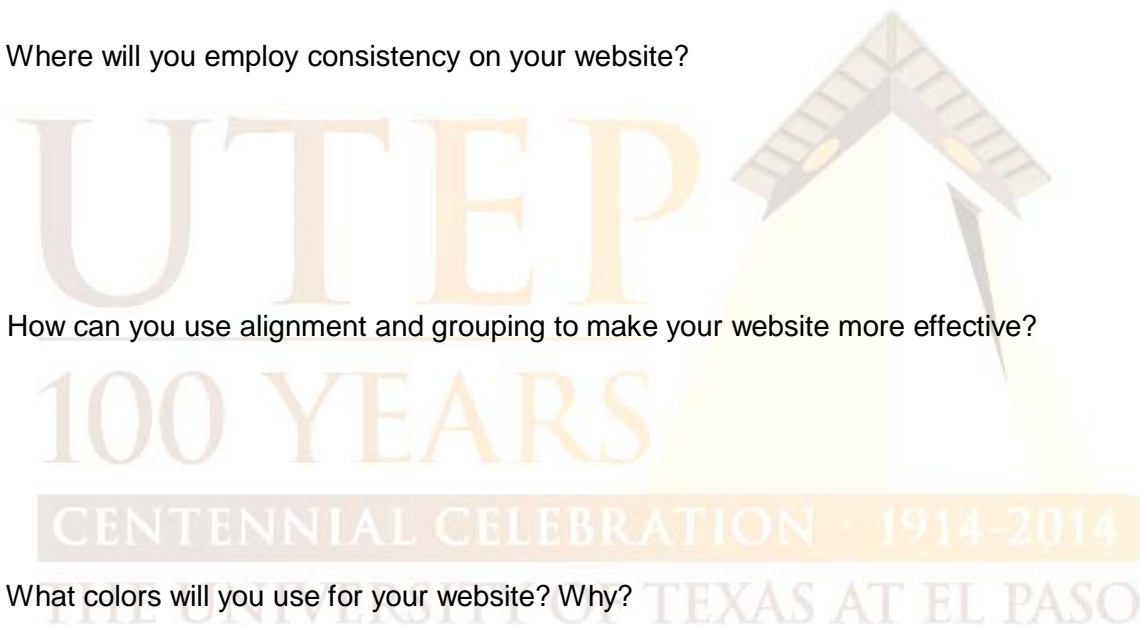 Where will you employ consistency on your website?
UTEP
How can you use alignment and grouping to make your website more effective?
100 YEARS
CENTENNIAL CELEBRATION · 1914-2014
What colors will you use for your website? Why?
THE UNIVERSITY OF TEXAS AT EL PASO